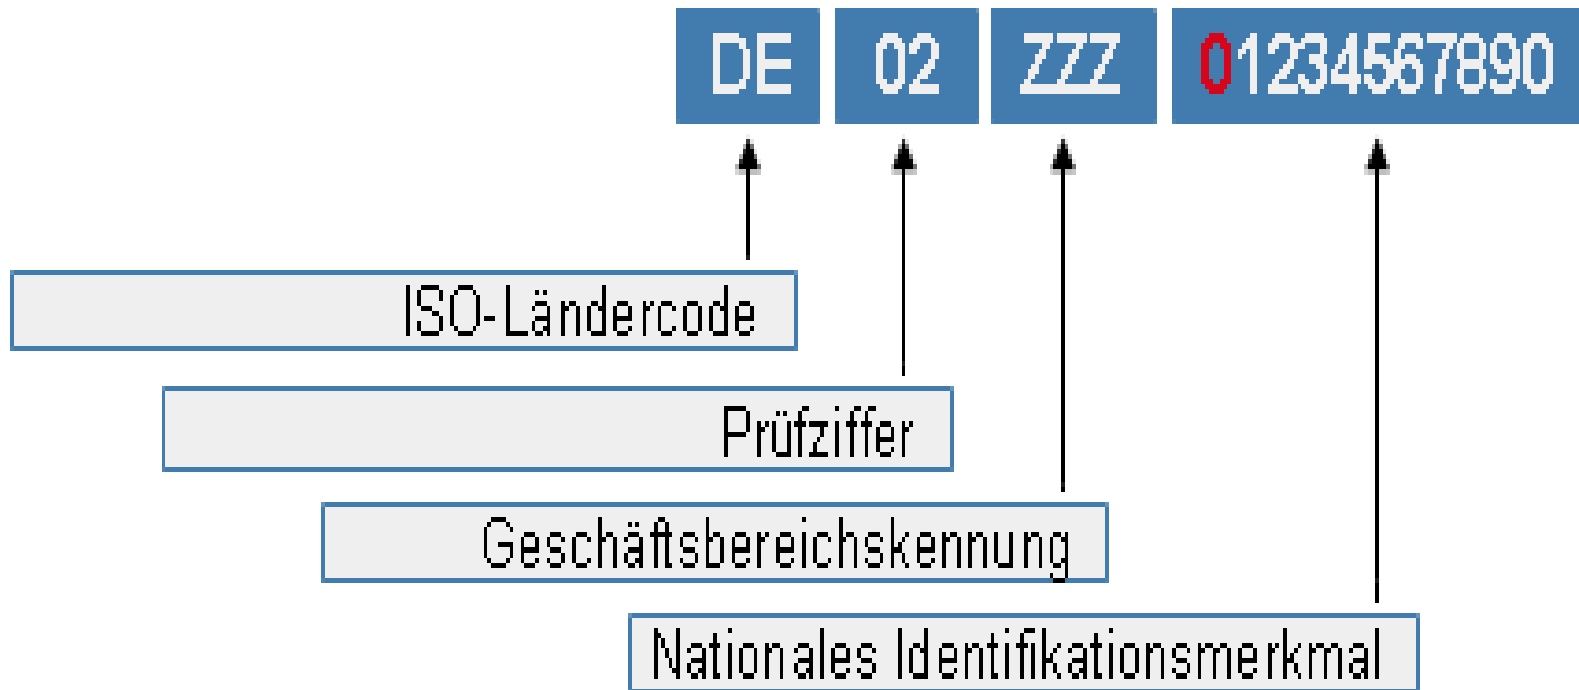 DE 02 ZZZ 01234567890
ISO-Ländercode
Prüfziffer
Geschäftsbereichskennung
Nationales Identifikationsmerkmal